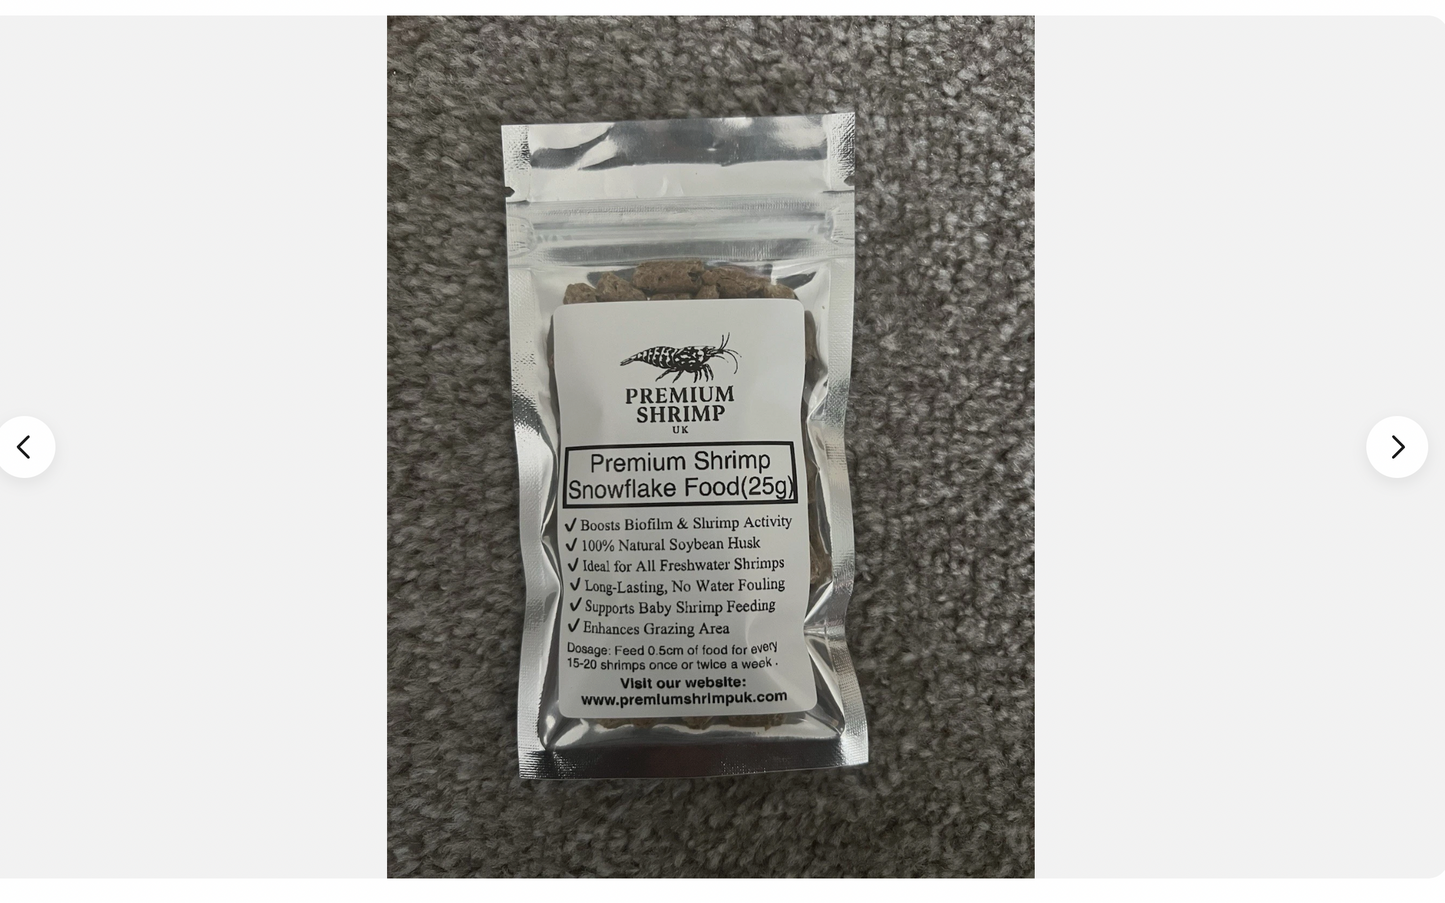 PREMIUM
SHRIMP
UK
Premium Shrimp
Snowflake Food(25g)
✓ Boosts Biofilm & Shrimp Activity
✓ 100% Natural Soybean Husk
✓ Ideal for All Freshwater Shrimps
✓ Long-Lasting, No Water Fouling
✓ Supports Baby Shrimp Feeding
✓ Enhances Grazing Area
Dosage: Feed 0.5cm of food for every
15-20 shrimps once or twice a week .
Visit our website:
www.premiumshrimpuk.com